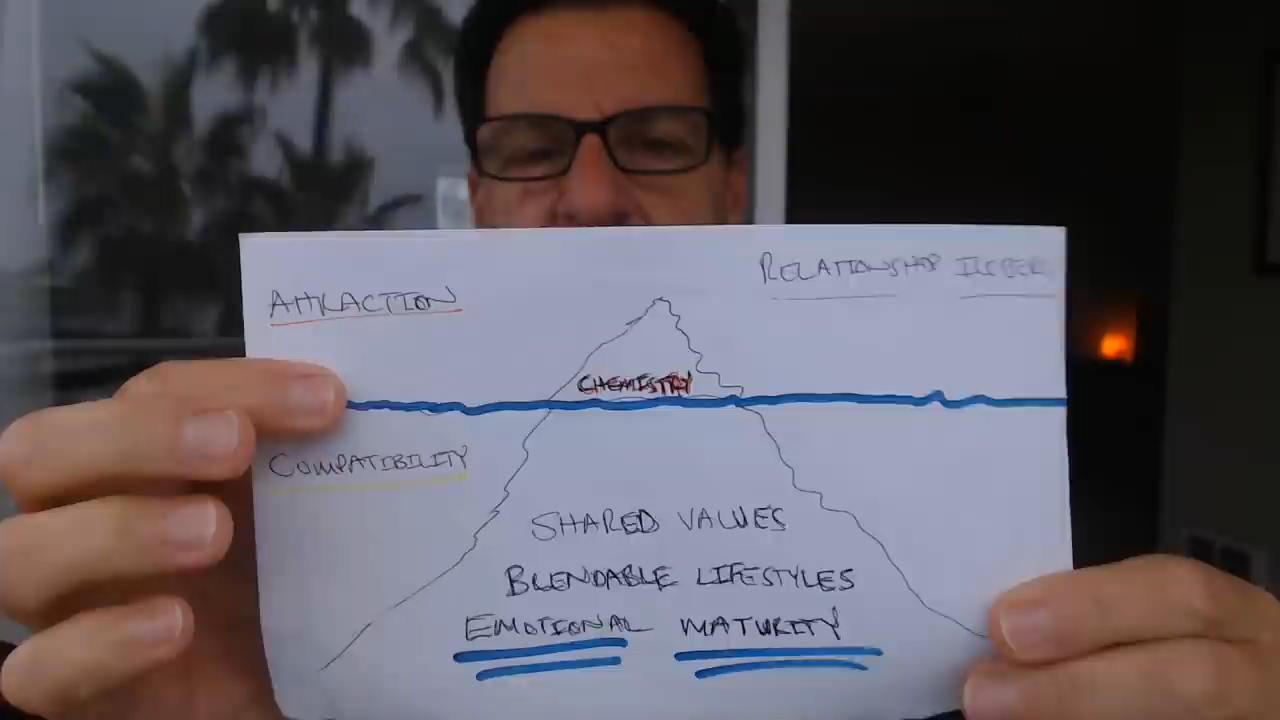 RELATIONSHIP ICEBERG
ATTRACTION
CHEMISTRY
COMPATIBILITY
SHARED VALUES
BLENDABLE LIFESTYLES
EMOTIONAL MATURITY